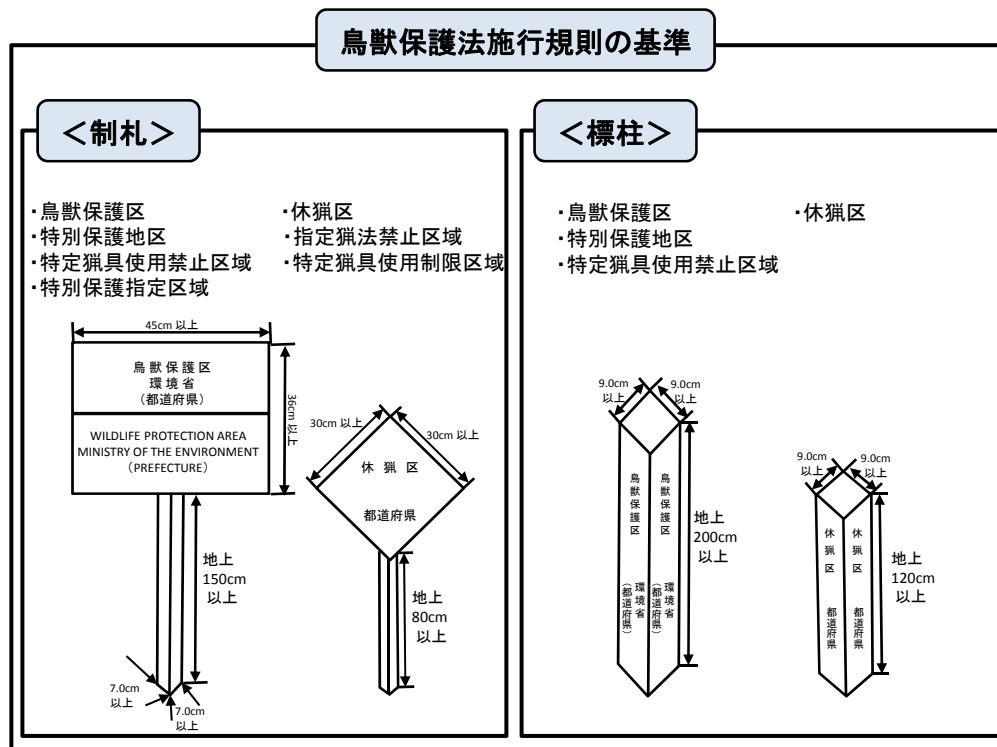 鳥獣保護法施行規則の基準
＜制札＞
・鳥獣保護区
・特別保護地区
・特定猟具使用禁止区域
・特別保護指定区域
・休猟区
・指定猟法禁止区域
・特定猟具使用制限区域
45cm 以上
鳥獣保護区
環境省
（都道府県）
WILDLIFE PROTECTION AREA
MINISTRY OF THE ENVIRONMENT
（PREFECTURE）
36cm 以上
地上
150cm
以上
7.0cm
以上
7.0cm
以上
30cm 以上
30cm 以上
休猟区
都道府県
地上
80cm
以上
＜標柱＞
・鳥獣保護区
・特別保護地区
・特定猟具使用禁止区域
・休猟区
9.0cm
以上
9.0cm
以上
鳥獣保護区 環境省（都道府県）
鳥獣保護区 環境省（都道府県）
地上
200cm
以上
9.0cm
以上
9.0cm
以上
休猟区 都道府県
休猟区 都道府県
地上
120cm
以上